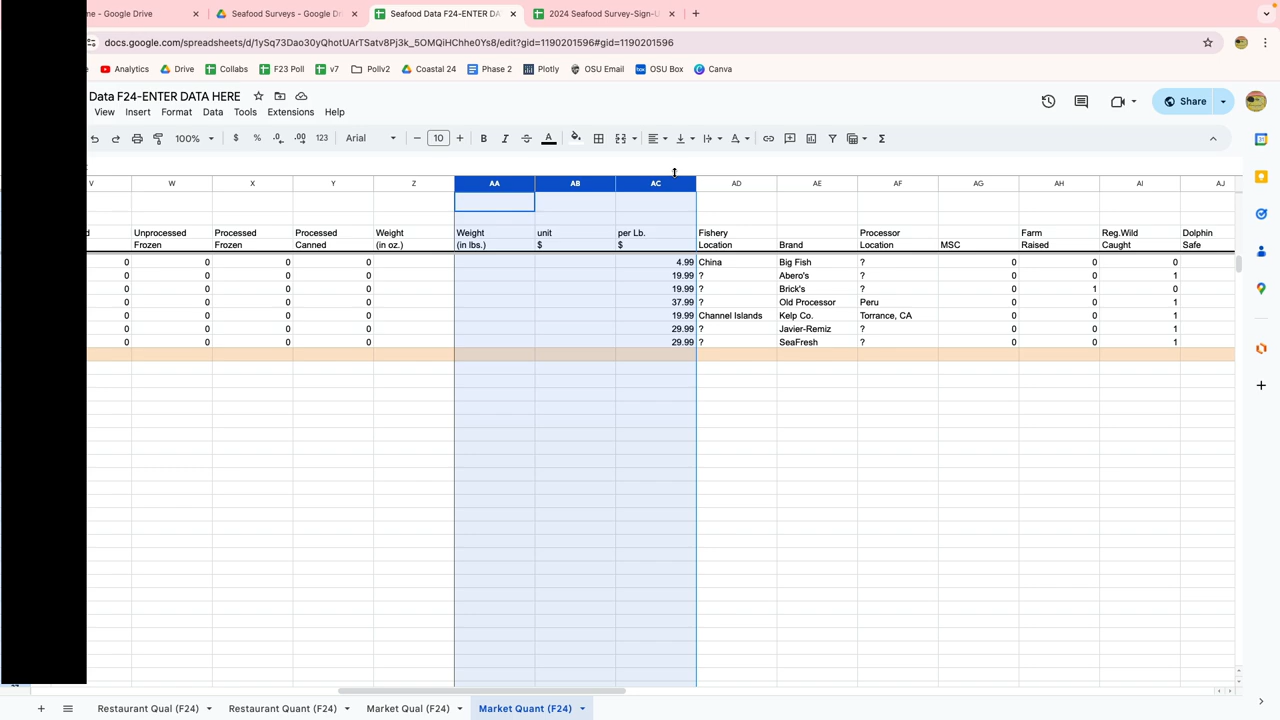 ne - Google Drive
Seafood Surveys - Google Dri
Seafood Data F24-ENTER DA
2024 Seafood Survey-Sign-U
docs.google.com/spreadsheets/d/1ySq73Dao30yQhotUARTSatv8Pj3k_5OMQiHChhe0Ys8/edit?gid=1190201596#gid=1190201596
Analytics Drive Collabs F23 Poll v7 Pollv2 Coastal 24 Phase 2 Plotly OSU Email OSU Box Canva
Data F24-ENTER DATA HERE
View Insert Format Data Tools Extensions Help
Share
100% $ % .0 .00 123 Arial 10 B I S A
V W X Y Z AA AB AC AD AE AF AG AH AI AJ
d Unprocessed Processed Processed Weight Weight unit per Lb. Fishery Processor Farm Reg.Wild Dolphin
Frozen Frozen Canned (in oz.) (in lbs.) $ $ Location Brand Location MSC Raised Caught Safe
0 0 0 0 4.99 China Big Fish ? 0 0 0
0 0 0 0 19.99 ? Abero's ? 0 0 1
0 0 0 0 19.99 ? Brick's ? 0 1 0
0 0 0 0 37.99 ? Old Processor Peru 0 0 1
0 0 0 0 19.99 Channel Islands Kelp Co. Torrance, CA 0 0 1
0 0 0 0 29.99 ? Javier-Remiz ? 0 0 1
0 0 0 0 29.99 ? SeaFresh ? 0 0 1
Restaurant Qual (F24) Restaurant Quant (F24) Market Qual (F24) Market Quant (F24)